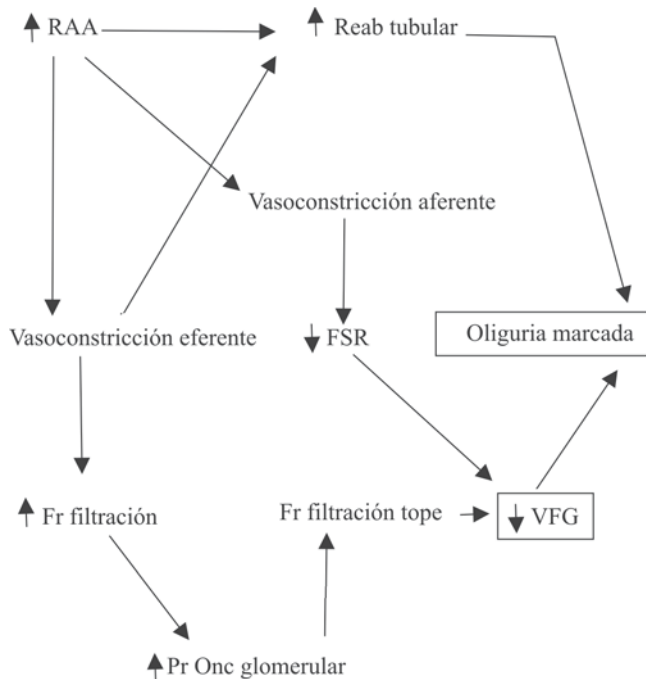 RAA
Reab tubular
Vasoconstricción aferente
Vasoconstricción eferente
FSR
Oliguria marcada
Fr filtración
Fr filtración tope
VFG
Pr Onc glomerular